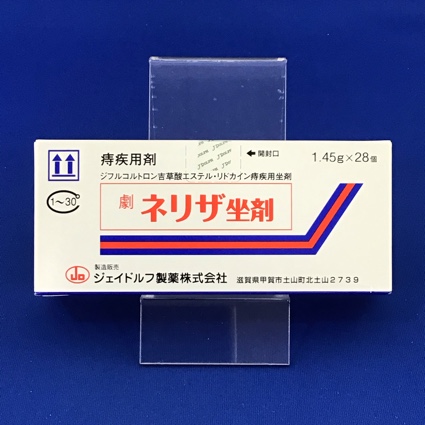 痔疾用剤
←開封口
1.45g×28個
ジフルコルトロン吉草酸エステル・リドカイン痔疾用坐剤
1～30°
劇 ネリザ坐剤
JD
製造販売
ジェイドルフ製薬株式会社
滋賀県甲賀市土山町北土山2739